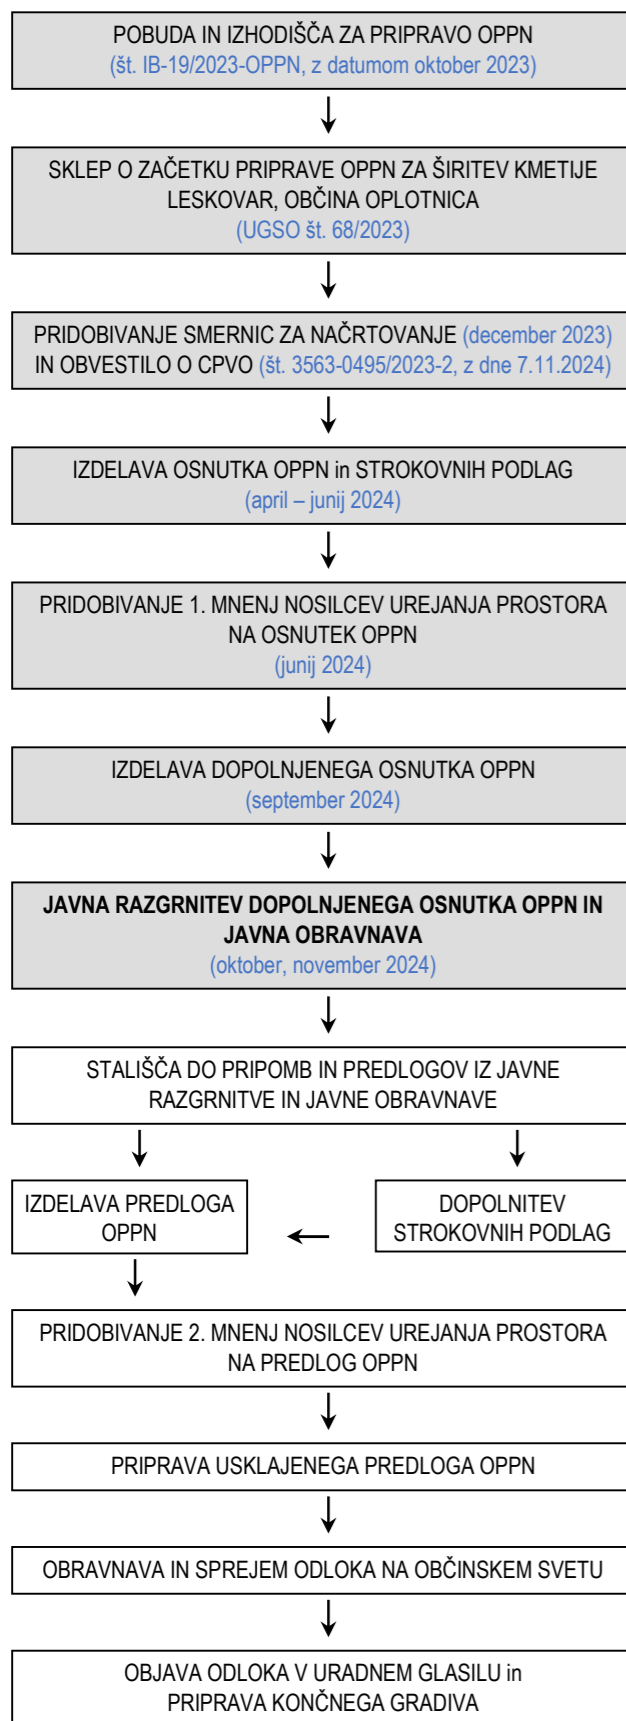 POBUDA IN IZHODIŠČA ZA PRIPRAVO OPPN
(št. IB-19/2023-OPPN, z datumom oktober 2023)
SKLEP O ZAČETKU PRIPRAVE OPPN ZA ŠIRITEV KMETIJE
LESKOVAR, OBČINA OPLOTNICA
(UGSO št. 68/2023)
PRIDOBIVANJE SMERNIC ZA NAČRTOVANJE (december 2023)
IN OBVESTILO O CPVO (št. 3563-0495/2023-2, z dne 7.11.2024)
IZDELAVA OSNUTKA OPPN in STROKOVNIH PODLAG
(april – junij 2024)
PRIDOBIVANJE 1. MNENJ NOSILCEV UREJANJA PROSTORA
NA OSNUTEK OPPN
(junij 2024)
IZDELAVA DOPOLNJENEGA OSNUTKA OPPN
(september 2024)
JAVNA RAZGRNITEV DOPOLNJENEGA OSNUTKA OPPN IN
JAVNA OBRAVNAVA
(oktober, november 2024)
STALIŠČA DO PRIPOMB IN PREDLOGOV IZ JAVNE
RAZGRNITVE IN JAVNE OBRAVNAVE
IZDELAVA PREDLOGA
OPPN
DOPOLNITEV
STROKOVNIH PODLAG
PRIDOBIVANJE 2. MNENJ NOSILCEV UREJANJA PROSTORA
NA PREDLOG OPPN
PRIPRAVA USKLAJENEGA PREDLOGA OPPN
OBRAVNAVA IN SPREJEM ODLOKA NA OBČINSKEM SVETU
OBJAVA ODLOKA V URADNEM GLASILU in
PRIPRAVA KONČNEGA GRADIVA